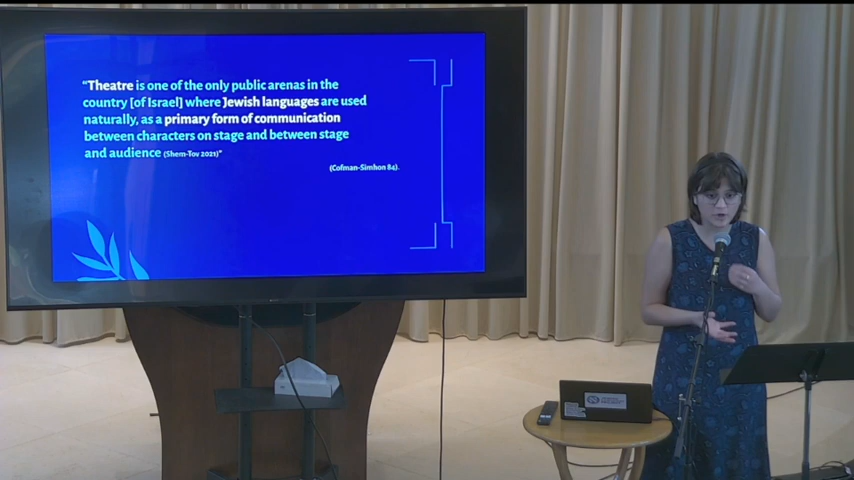 “Theatre is one of the only public arenas in the
country [of Israel] where Jewish languages are used
naturally, as a primary form of communication
between characters on stage and between stage
and audience (Shem-Tov 2021)”
(Cofman-Simhon 84).